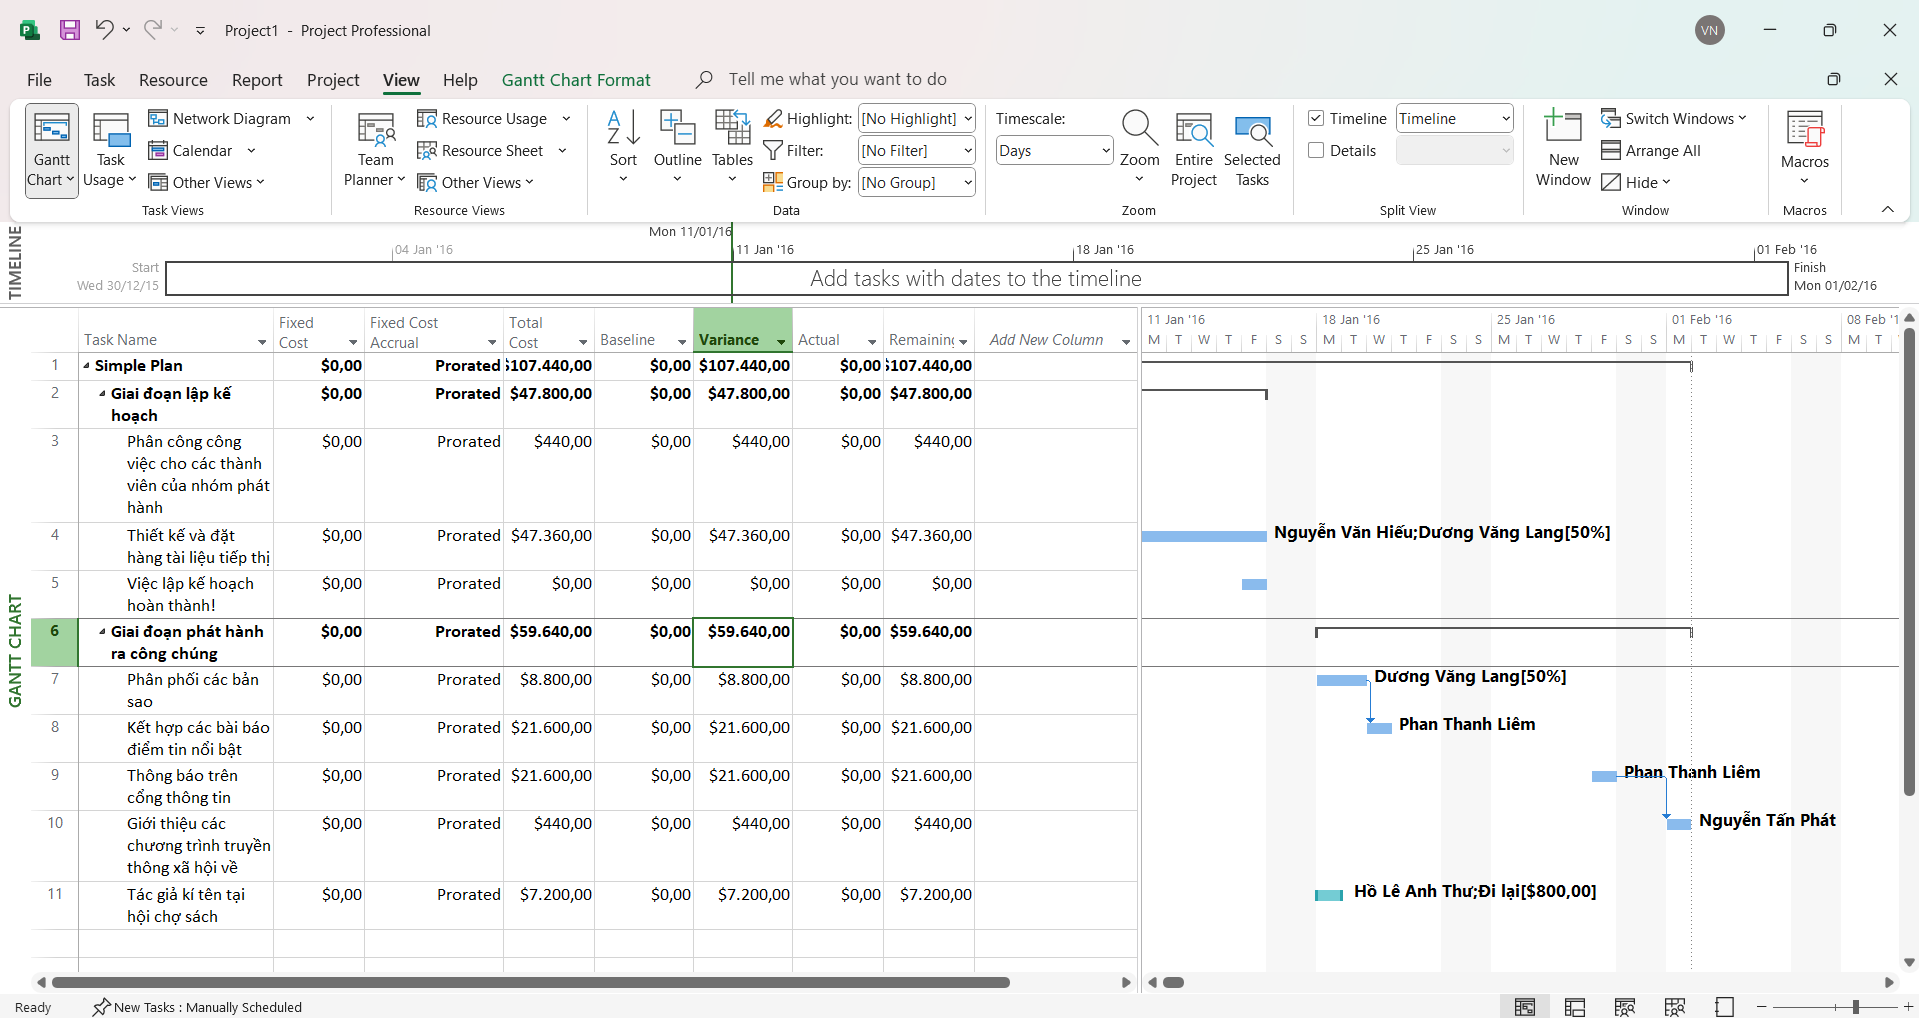 Project1 - Project Professional
VN
File Task Resource Report Project View Help Gantt Chart Format Tell me what you want to do
Gantt Chart
Task Usage
Network Diagram
Calendar
Other Views
Task Views
Team Planner
Resource Usage
Resource Sheet
Other Views
Resource Views
Sort
Outline
Tables
Highlight: [No Highlight]
Filter: [No Filter]
Group by: [No Group]
Data
Timescale:
Days
Zoom
Entire Project
Selected Tasks
Zoom
Timeline Timeline
Details
Split View
New Window
Switch Windows
Arrange All
Hide
Window
Macros
Macros
TIMELINE
Mon 11/01/16
04 Jan '16 11 Jan '16 18 Jan '16 25 Jan '16 01 Feb '16
Start
Wed 30/12/15
Add tasks with dates to the timeline
Finish
Mon 01/02/16
GANTT CHART
Task Name Fixed Cost Fixed Cost Accrual Total Cost Baseline Variance Actual Remaining Add New Column
11 Jan '16 18 Jan '16 25 Jan '16 01 Feb '16 08 Feb '1
M T W T F S S M T W T F S S M T W T F S S M T W T F S S M T
1 Simple Plan $0,00 Prorated $107.440,00 $0,00 $107.440,00 $0,00 $107.440,00
2 Giai đoạn lập kế hoạch $0,00 Prorated $47.800,00 $0,00 $47.800,00 $0,00 $47.800,00
3 Phân công công việc cho các thành viên của nhóm phát hành $0,00 Prorated $440,00 $0,00 $440,00 $0,00 $440,00
4 Thiết kế và đặt hàng tài liệu tiếp thị $0,00 Prorated $47.360,00 $0,00 $47.360,00 $0,00 $47.360,00 Nguyễn Văn Hiếu;Dương Văng Lang[50%]
5 Việc lập kế hoạch hoàn thành! $0,00 Prorated $0,00 $0,00 $0,00 $0,00 $0,00
6 Giai đoạn phát hành ra công chúng $0,00 Prorated $59.640,00 $0,00 $59.640,00 $0,00 $59.640,00
7 Phân phối các bản sao $0,00 Prorated $8.800,00 $0,00 $8.800,00 $0,00 $8.800,00 Dương Văng Lang[50%]
8 Kết hợp các bài báo điểm tin nổi bật $0,00 Prorated $21.600,00 $0,00 $21.600,00 $0,00 $21.600,00 Phan Thanh Liêm
9 Thông báo trên cổng thông tin $0,00 Prorated $21.600,00 $0,00 $21.600,00 $0,00 $21.600,00 Phan Thanh Liêm
10 Giới thiệu các chương trình truyền thông xã hội về $0,00 Prorated $440,00 $0,00 $440,00 $0,00 $440,00 Nguyễn Tấn Phát
11 Tác giả kí tên tại hội chợ sách $0,00 Prorated $7.200,00 $0,00 $7.200,00 $0,00 $7.200,00 Hồ Lê Anh Thư;Đi lại[$800,00]
Ready New Tasks : Manually Scheduled